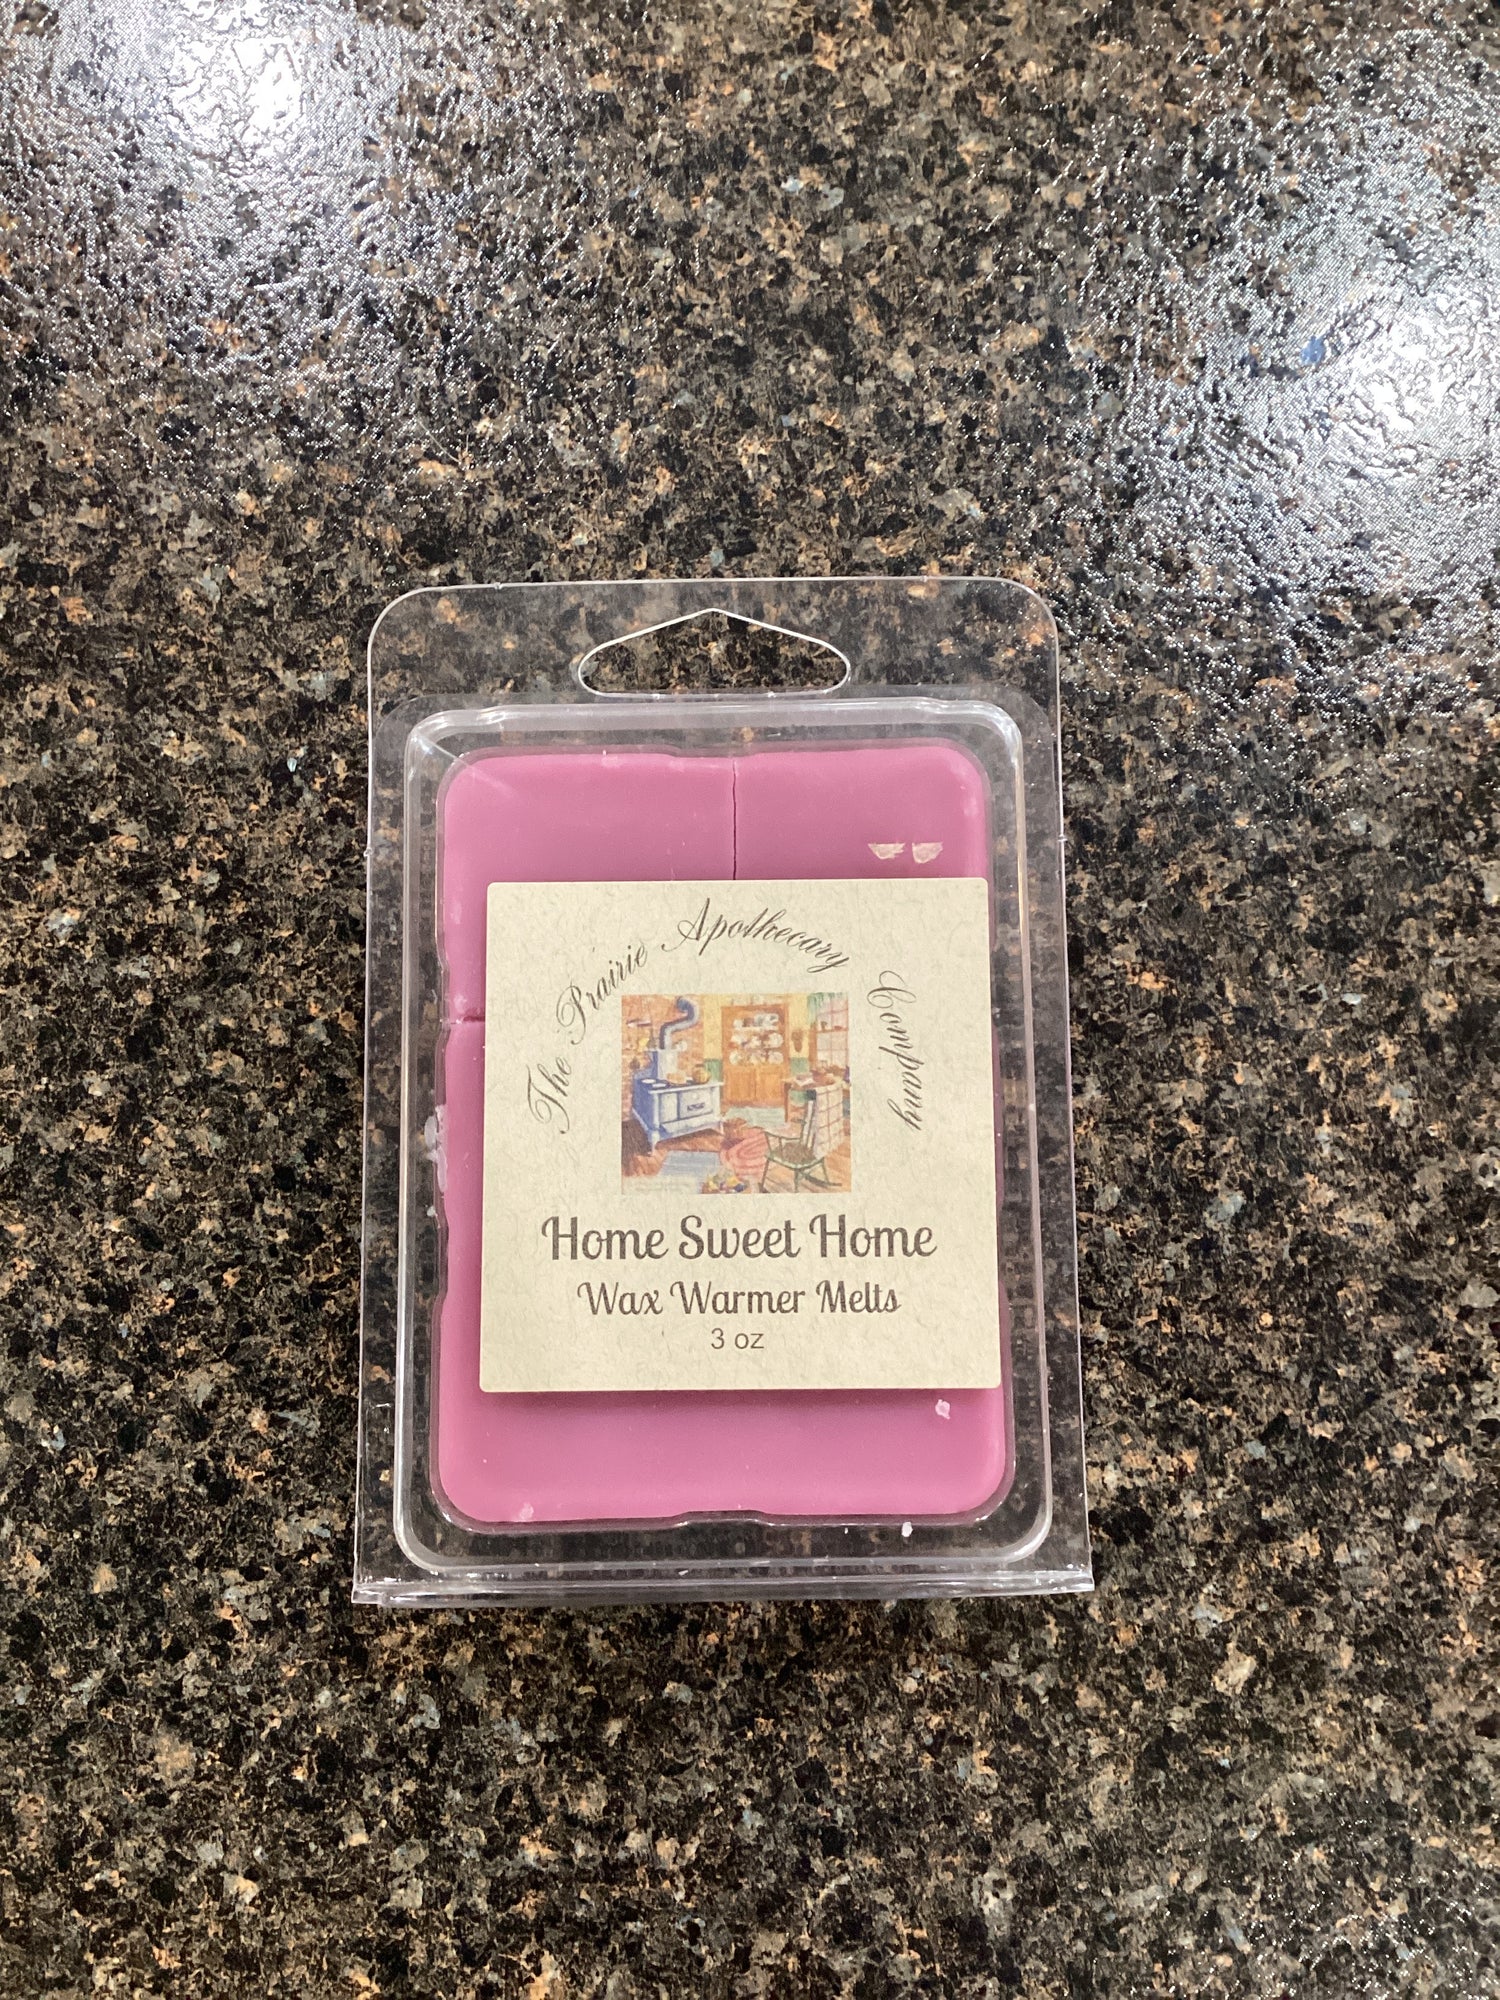 The Prairie Apothecary Company
Home Sweet Home
Wax Warmer Melts
3 oz